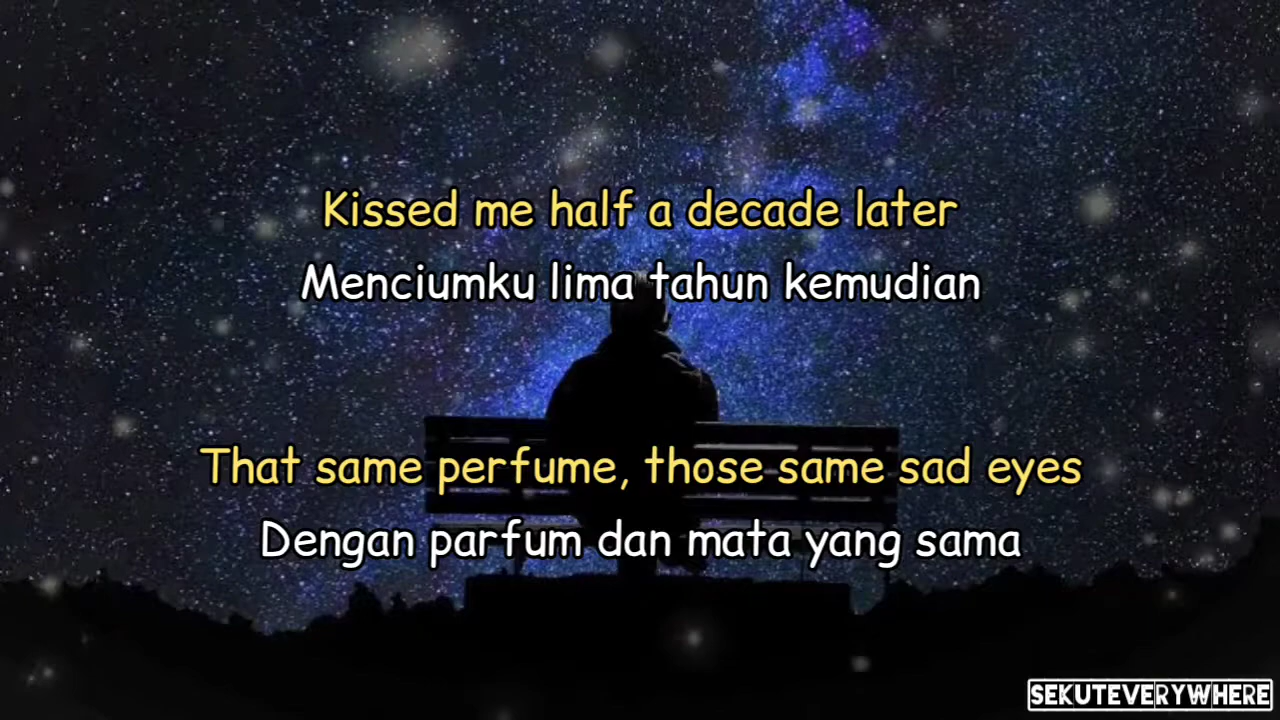 Kissed me half a decade later
Menciumku lima tahun kemudian
That same perfume, those same sad eyes
Dengan parfum dan mata yang sama
SEKUTEVERYWHERE